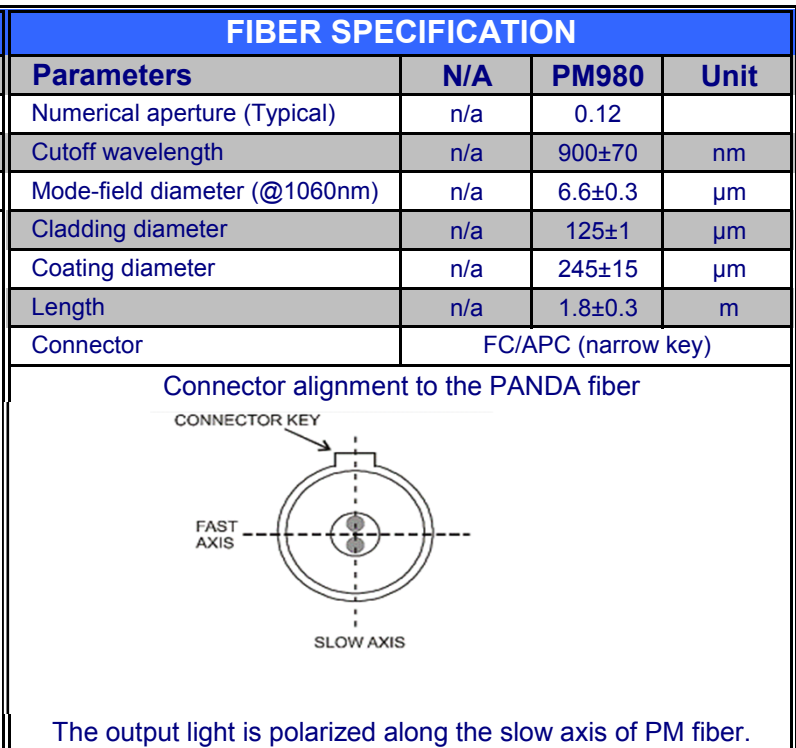 FIBER SPECIFICATION
Parameters N/A PM980 Unit
Numerical aperture (Typical) n/a 0.12
Cutoff wavelength n/a 900±70 nm
Mode-field diameter (@1060nm) n/a 6.6±0.3 µm
Cladding diameter n/a 125±1 µm
Coating diameter n/a 245±15 µm
Length n/a 1.8±0.3 m
Connector FC/APC (narrow key)
Connector alignment to the PANDA fiber
CONNECTOR KEY
FAST
AXIS
SLOW AXIS
The output light is polarized along the slow axis of PM fiber.